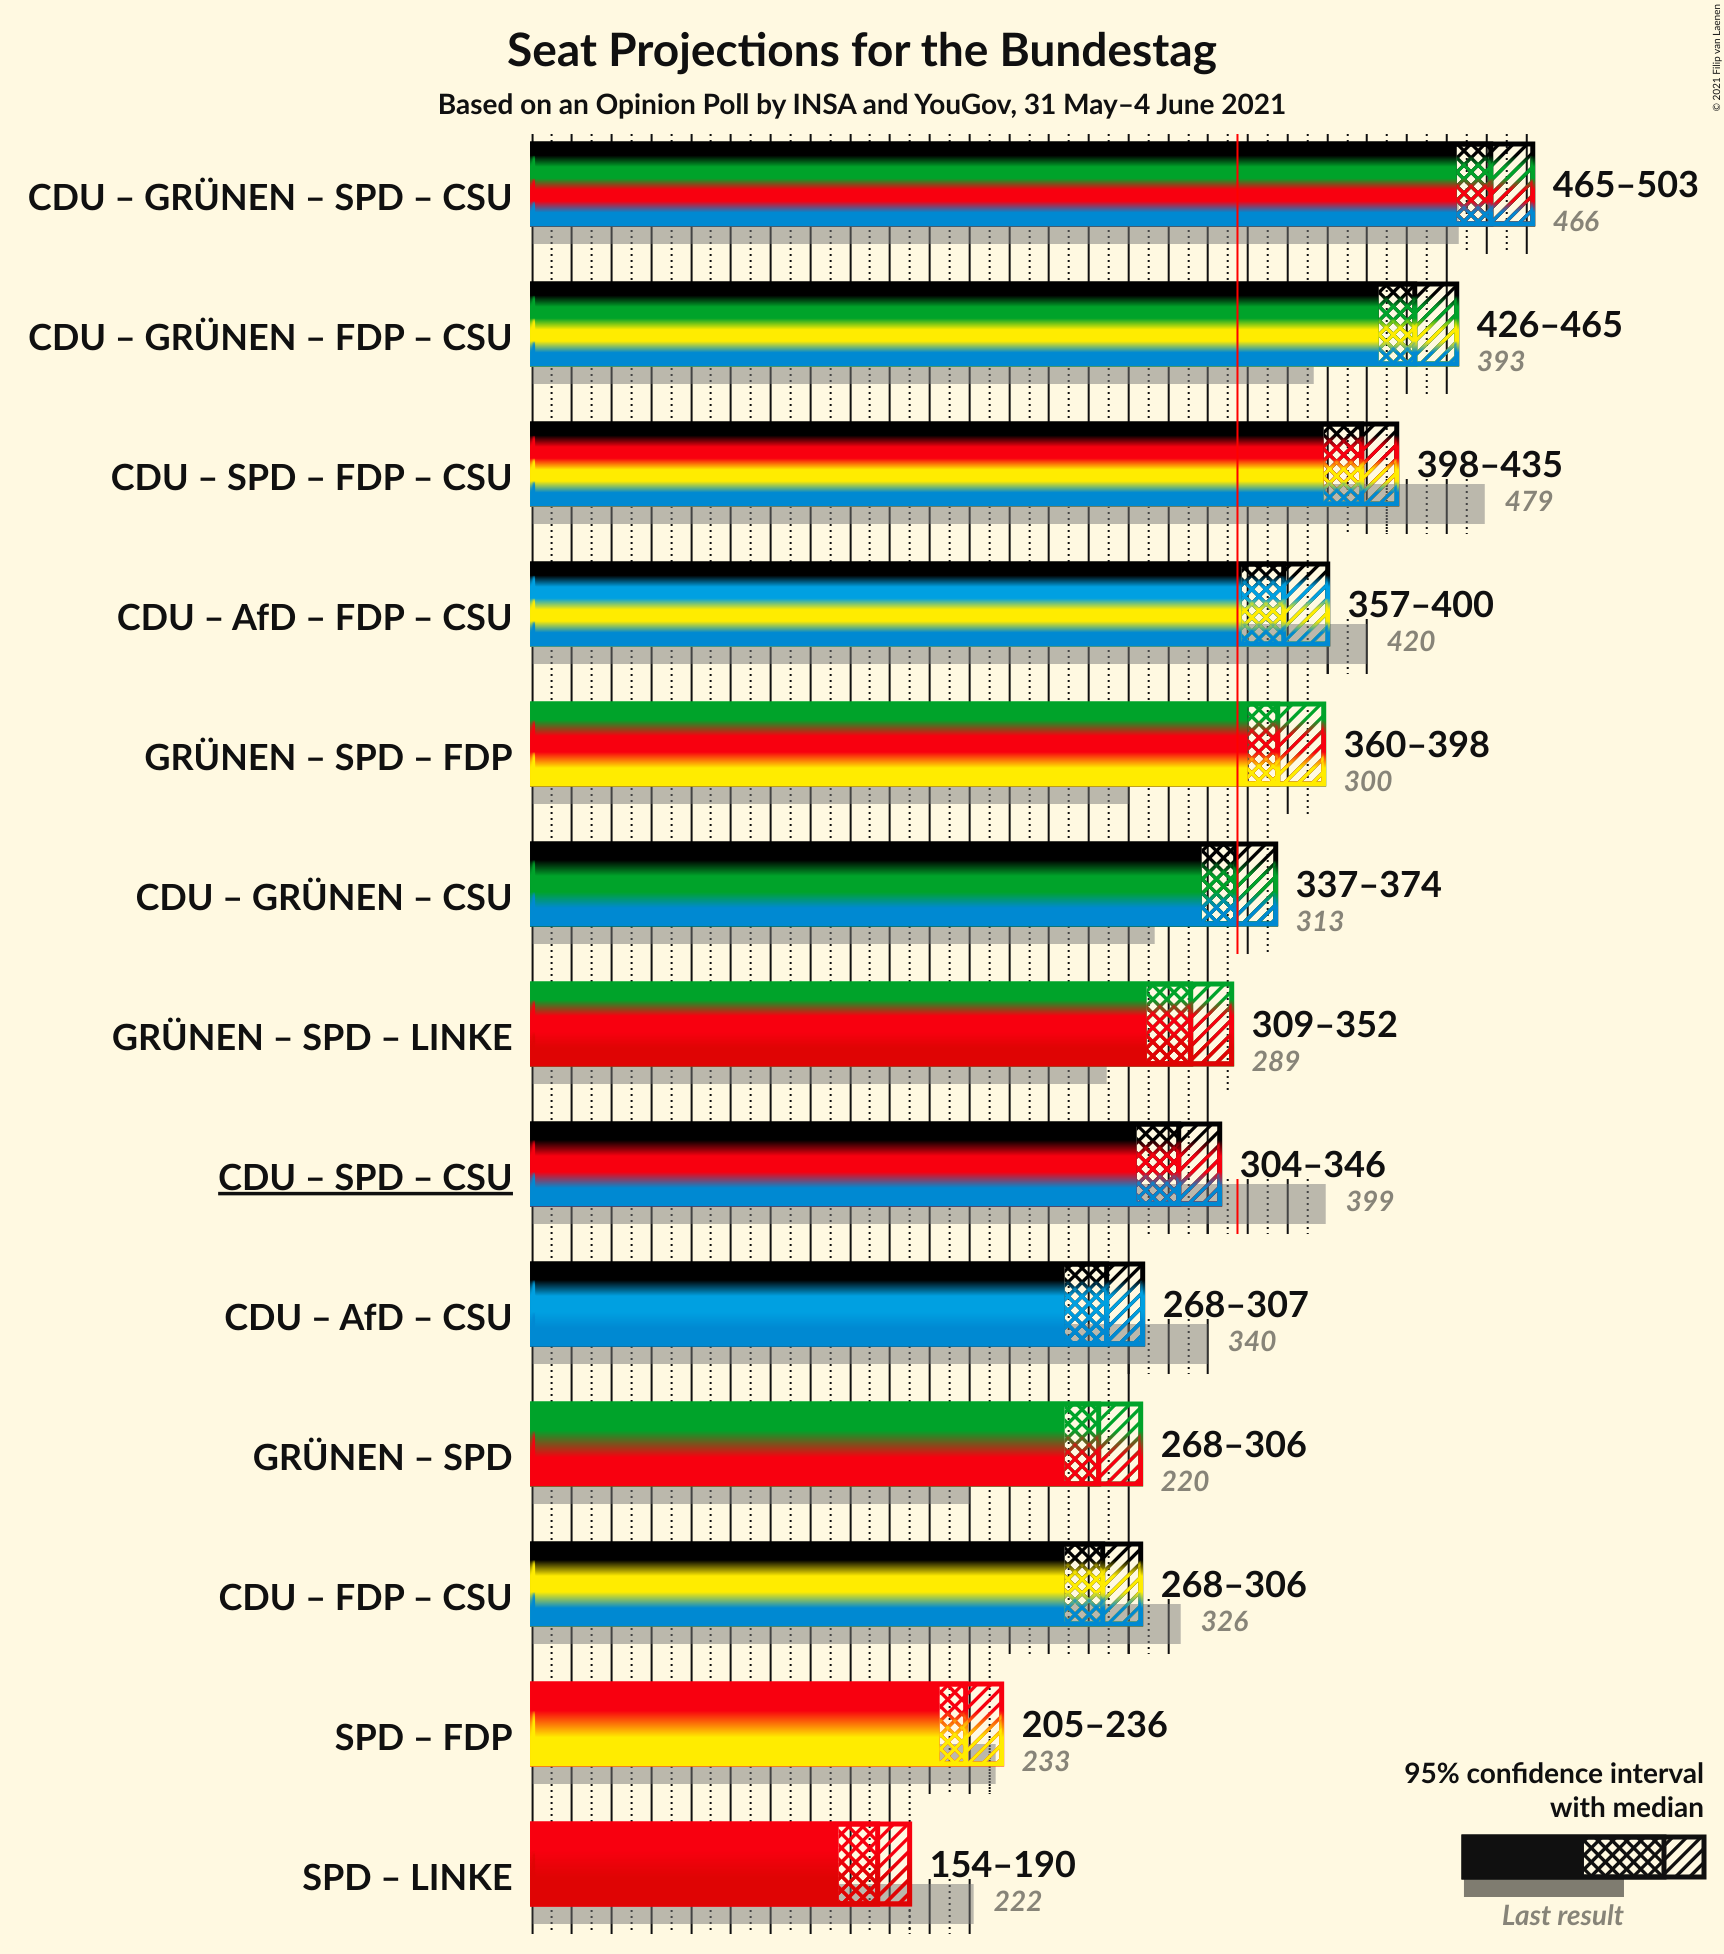 Seat Projections for the Bundestag
Based on an Opinion Poll by INSA and YouGov, 31 May–4 June 2021
© 2021 Filip van Laenen
CDU – GRÜNEN – SPD – CSU
465–503
466
CDU – GRÜNEN – FDP – CSU
426–465
393
CDU – SPD – FDP – CSU
398–435
479
CDU – AfD – FDP – CSU
357–400
420
GRÜNEN – SPD – FDP
360–398
300
CDU – GRÜNEN – CSU
337–374
313
GRÜNEN – SPD – LINKE
309–352
289
CDU – SPD – CSU
304–346
399
CDU – AfD – CSU
268–307
340
GRÜNEN – SPD
268–306
220
CDU – FDP – CSU
268–306
326
SPD – FDP
205–236
233
SPD – LINKE
154–190
222
95% confidence interval
with median
Last result